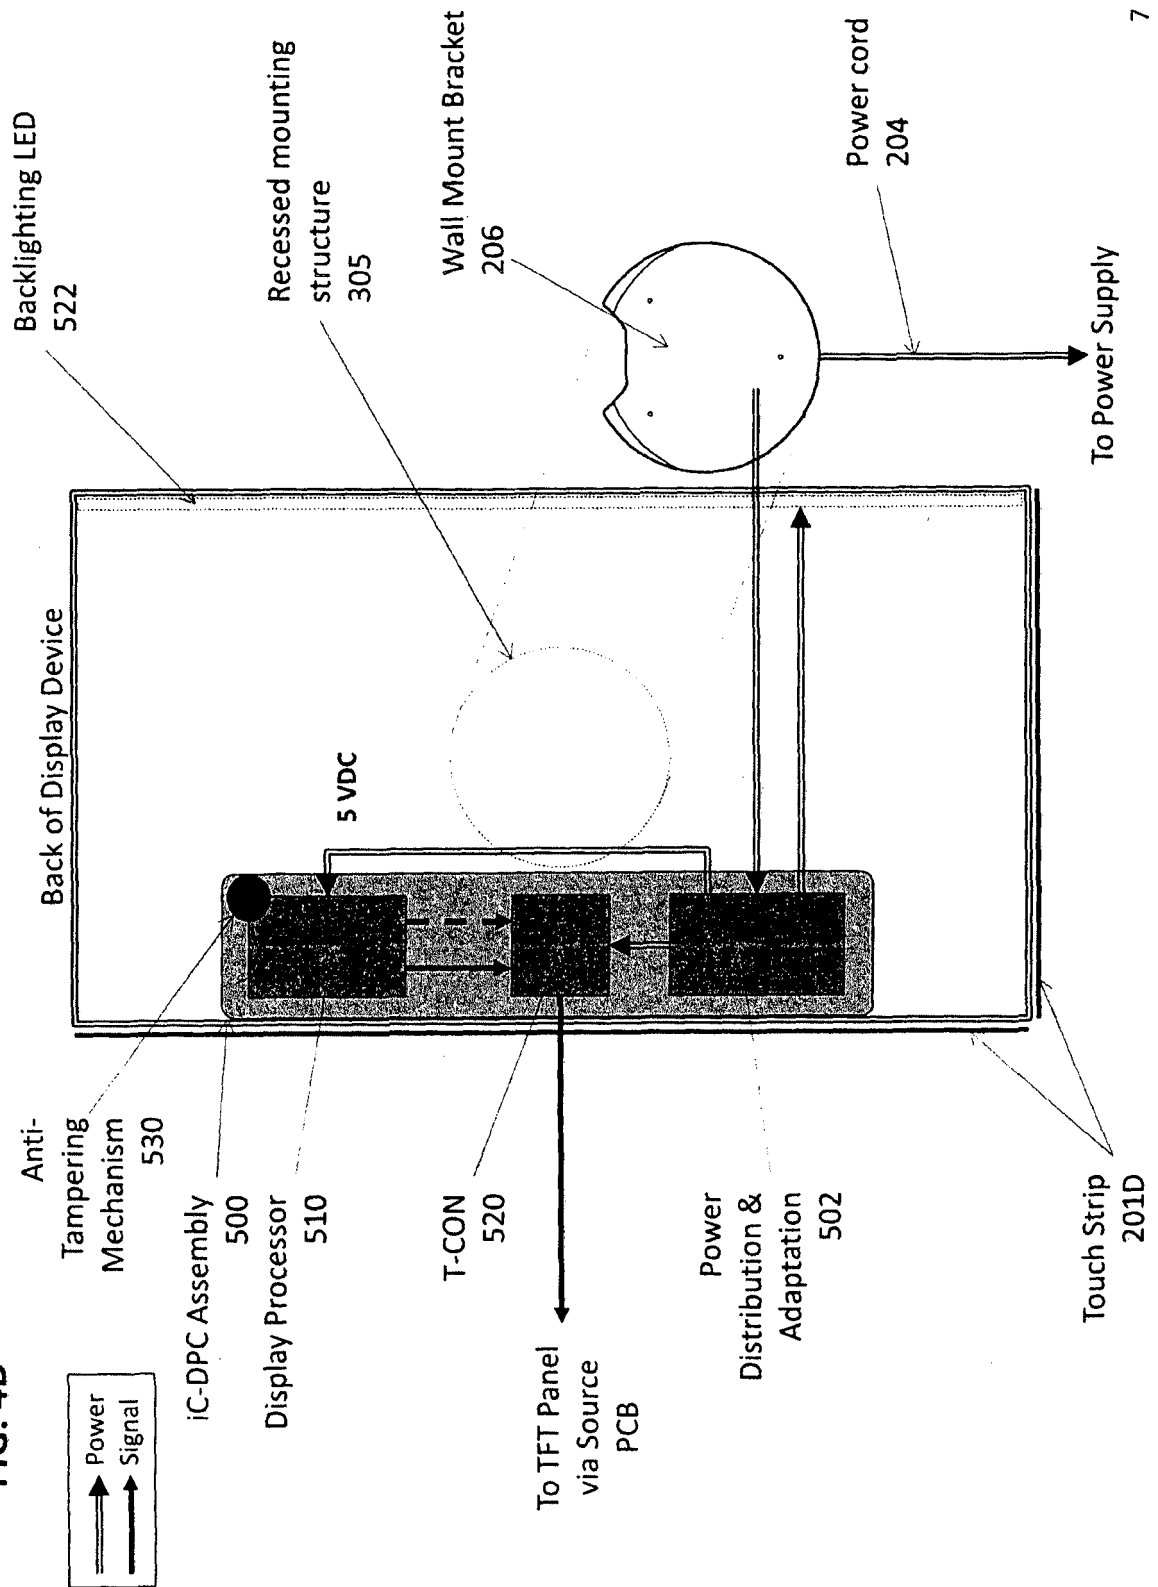 FIG.
Power
Signal
Anti-
Tampering
Mechanism
530
iC-DPC Assembly
500
Display Processor
510
T-CON
520
To TFT Panel
via Source
PCB
Power
Distribution &
Adaptation
502
Touch Strip
201D
Back of Display Device
5 VDC
Backlighting LED
522
Recessed mounting
structure
305
Wall Mount Bracket
206
Power cord
204
To Power Supply
7